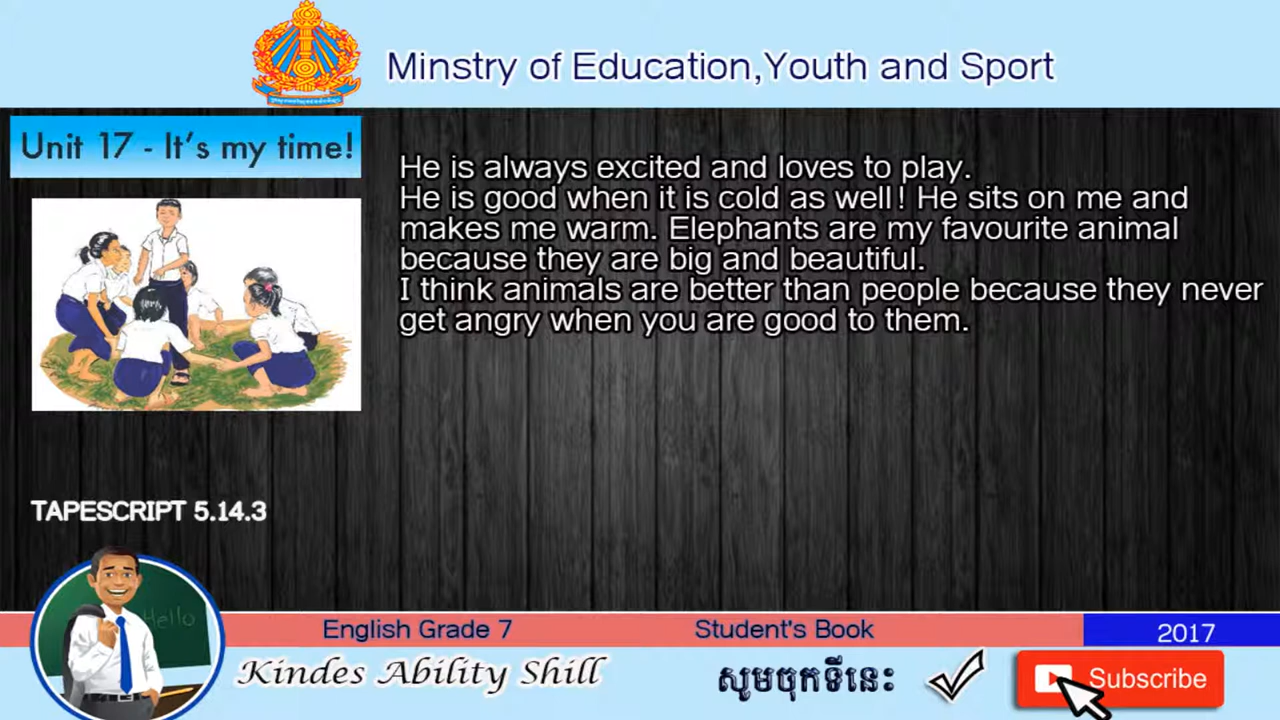 Minstry of Education,Youth and Sport
Unit 17 - It's my time!
He is always excited and loves to play.
He is good when it is cold as well! He sits on me and
makes me warm. Elephants are my favourite animal
because they are big and beautiful.
I think animals are better than people because they never
get angry when you are good to them.
TAPESCRIPT 5.14.3
Hello
English Grade 7
Student's Book
2017
Kindes Ability Shill
សូមចុកទីនេះ
Subscribe